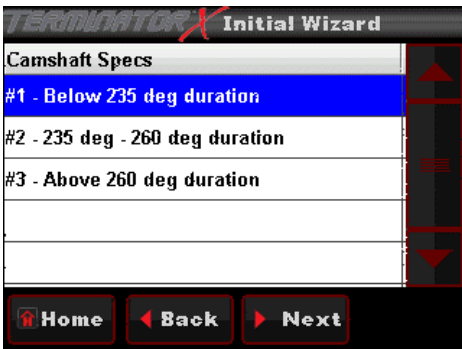 TERMINATOR X Initial Wizard
Camshaft Specs
#1 - Below 235 deg duration
#2 - 235 deg - 260 deg duration
#3 - Above 260 deg duration
Home Back Next